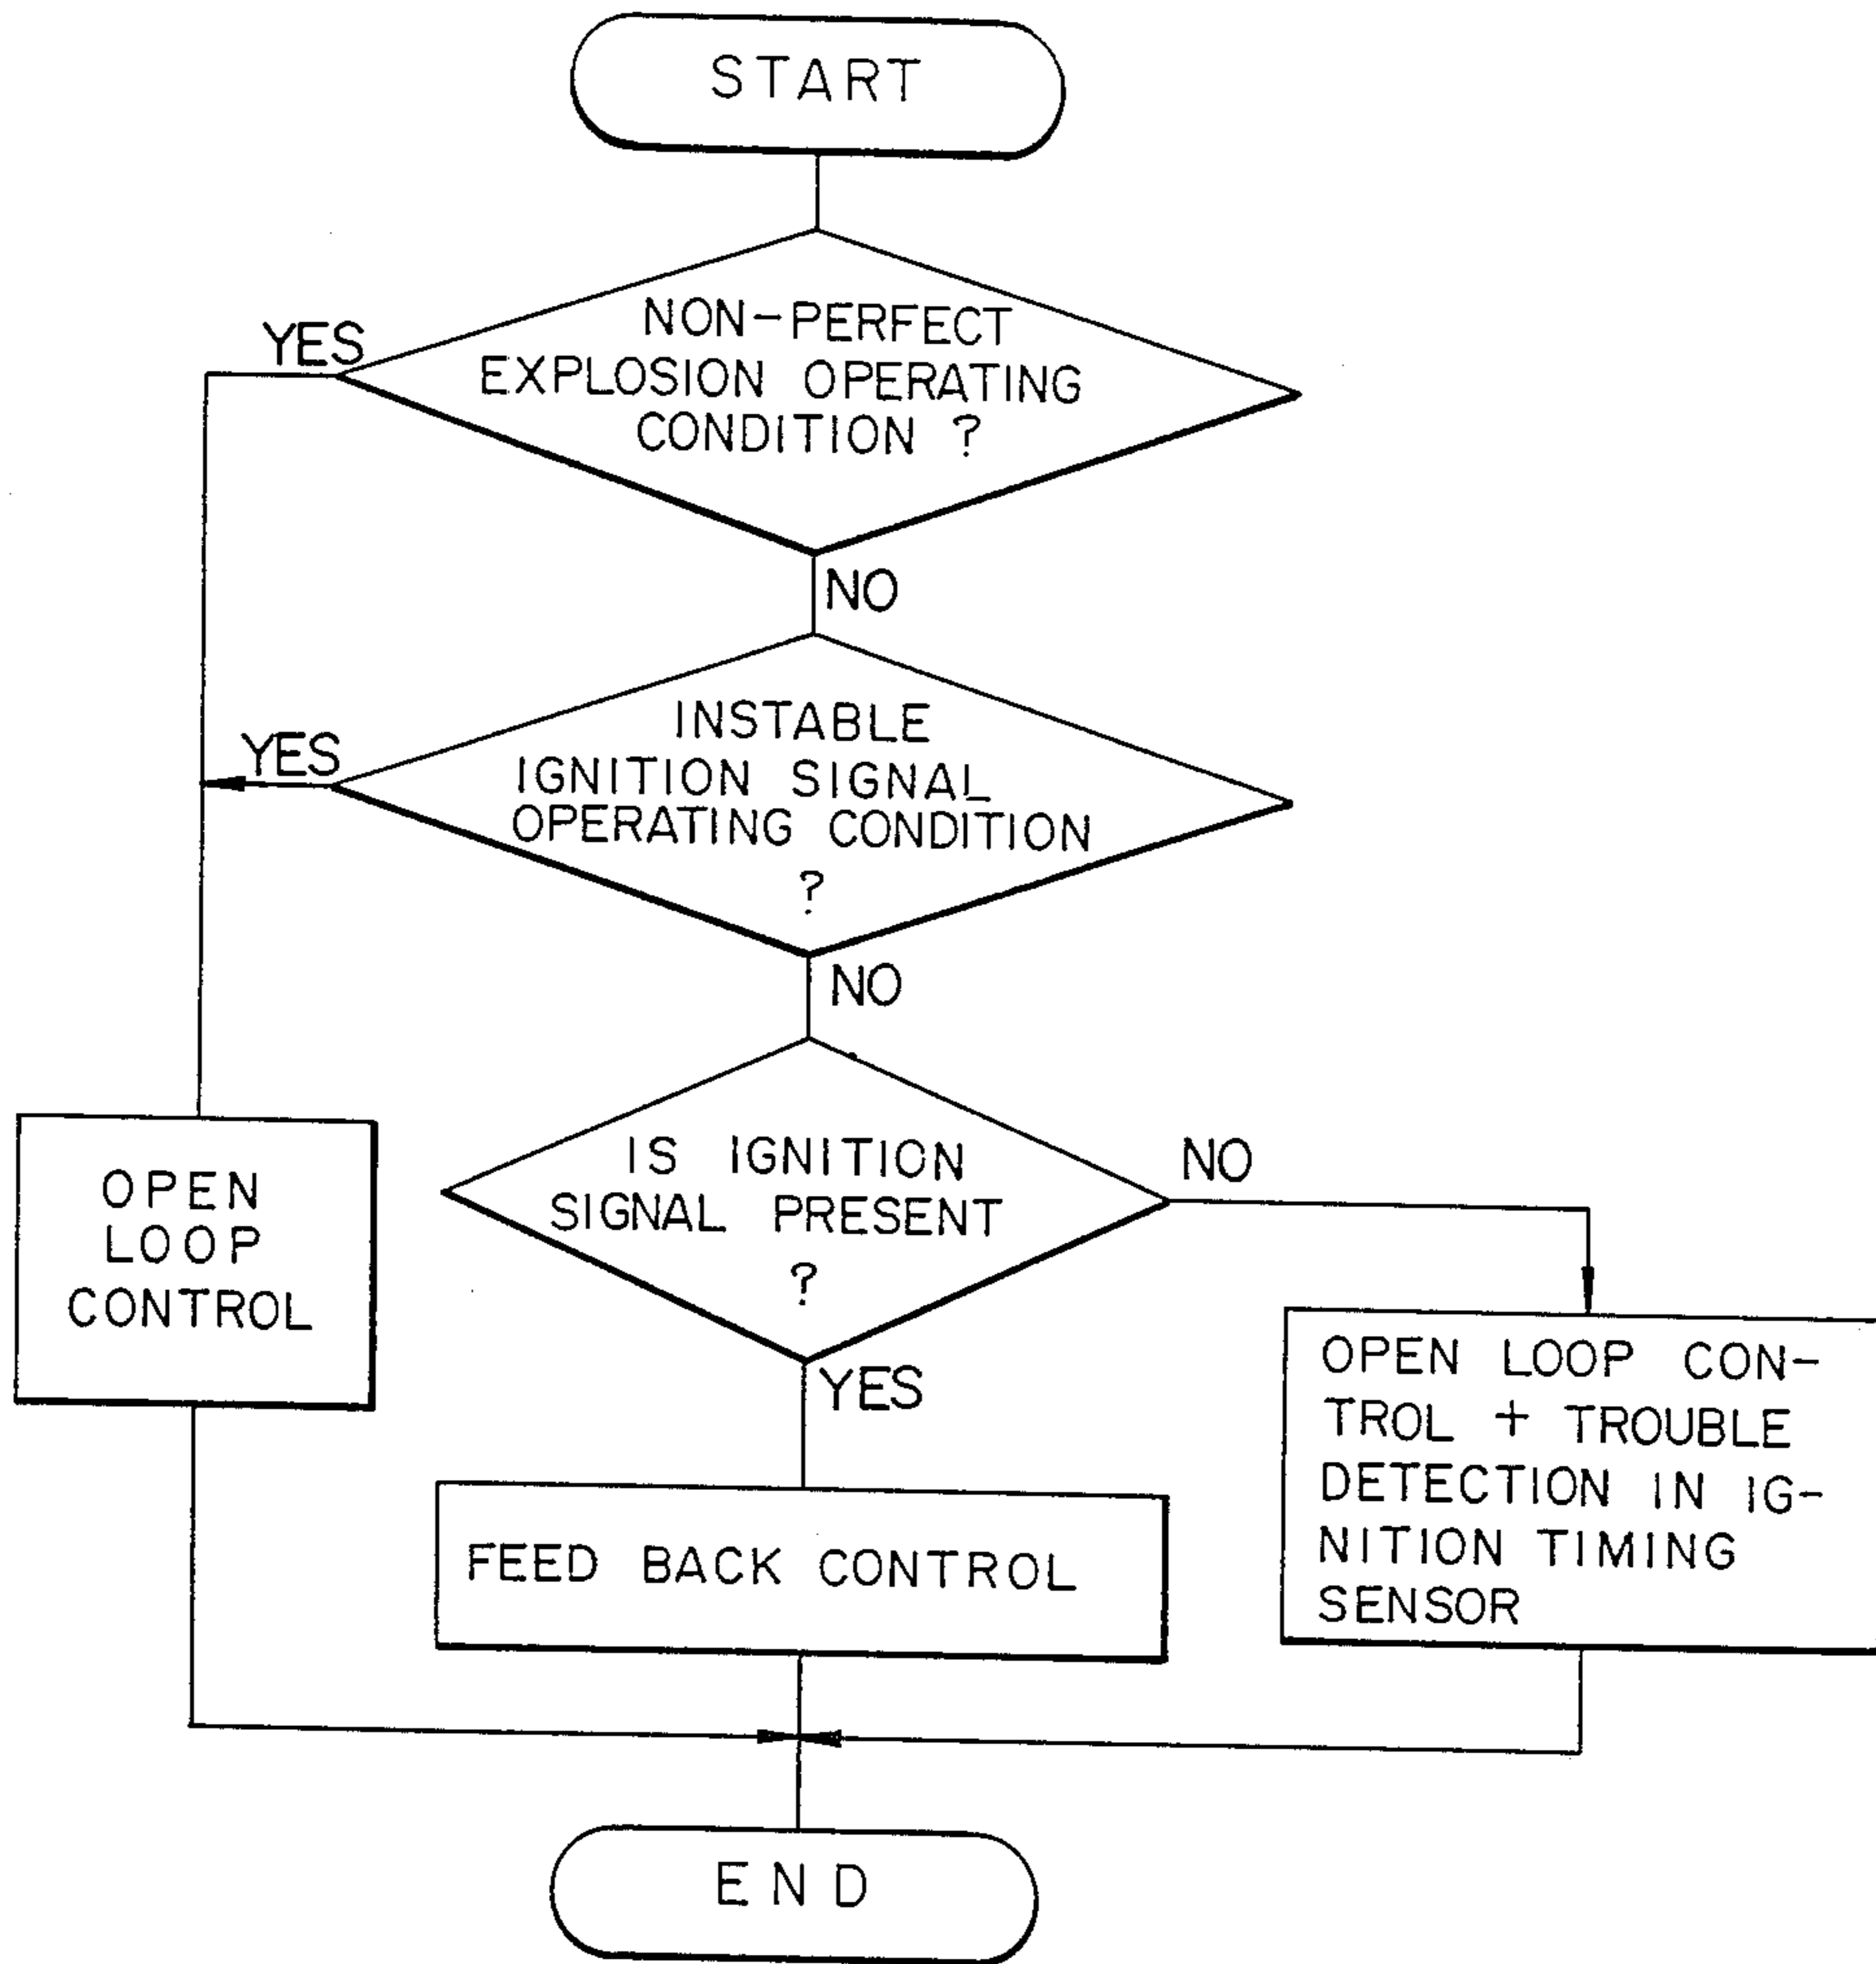 START
NON-PERFECT
EXPLOSION OPERATING
CONDITION ?
YES
NO
INSTABLE
IGNITION SIGNAL
OPERATING CONDITION
?
YES
NO
IS IGNITION
SIGNAL PRESENT
?
NO
YES
OPEN
LOOP
CONTROL
FEED BACK CONTROL
OPEN LOOP CON-
TROL + TROUBLE
DETECTION IN IG-
NITION TIMING
SENSOR
END